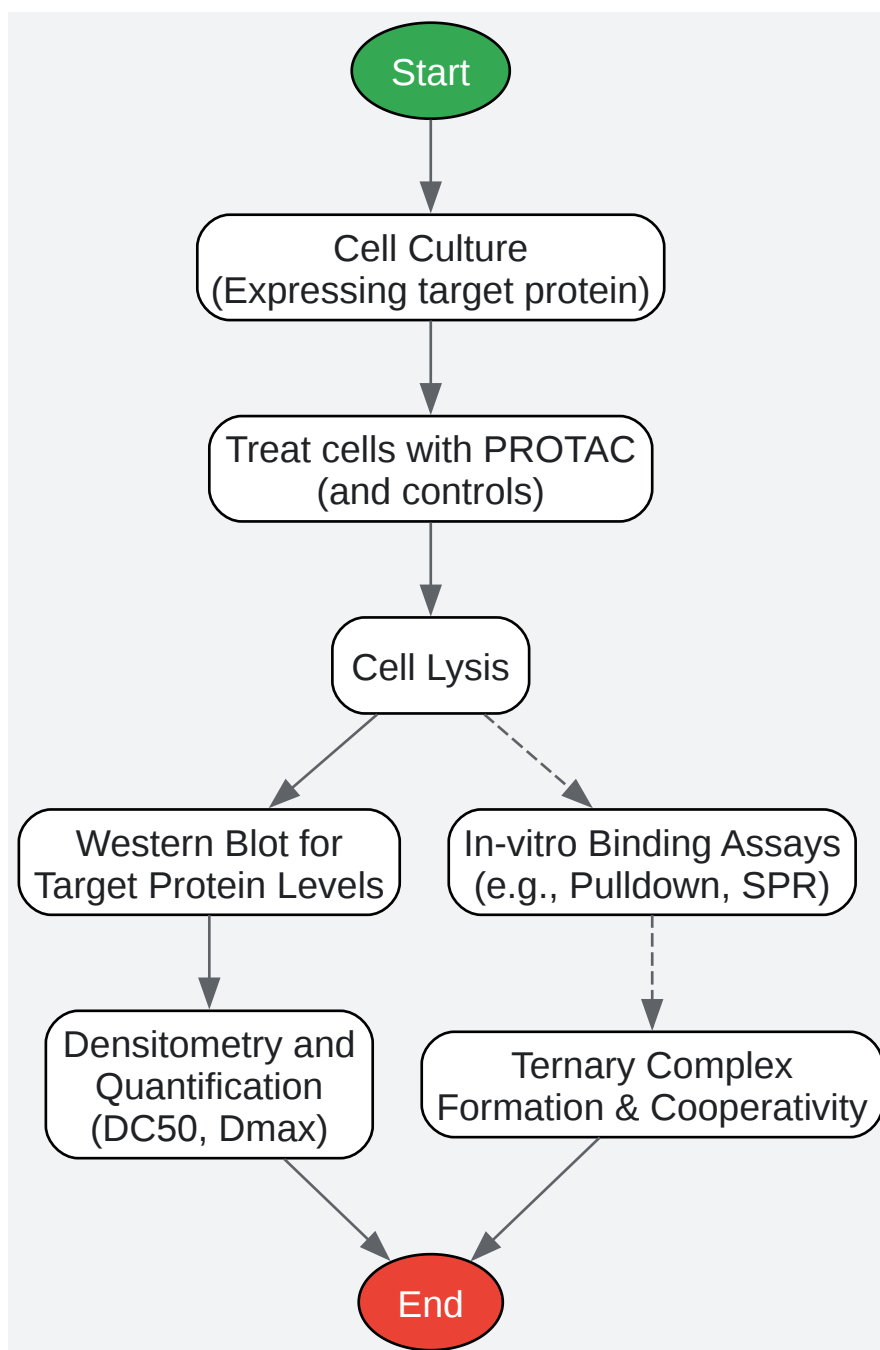 Start
Cell Culture
(Expressing target protein)
Treat cells with PROTAC
(and controls)
Cell Lysis
Western Blot for
Target Protein Levels
In-vitro Binding Assays
(e.g., Pulldown, SPR)
Densitometry and
Quantification
(DC50, Dmax)
Ternary Complex
Formation & Cooperativity
End